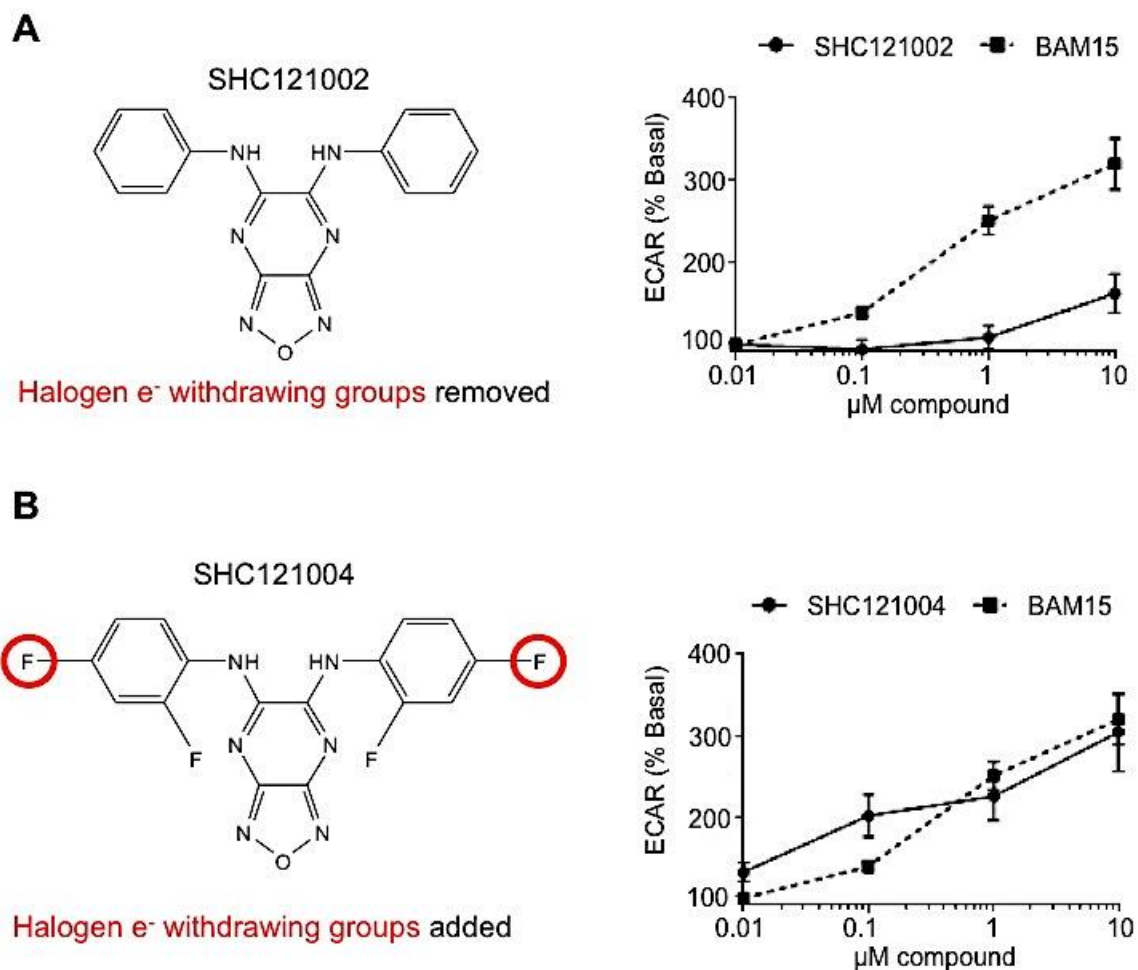 A
SHC121002
NH HN
N N
N N
O
Halogen e⁻ withdrawing groups removed
SHC121002 BAM15
ECAR (% Basal)
400
300
200
100
0.01 0.1 1 10
µM compound
B
SHC121004
F NH HN F
F N N F
N N
O
Halogen e⁻ withdrawing groups added
SHC121004 BAM15
ECAR (% Basal)
400
300
200
100
0.01 0.1 1 10
µM compound